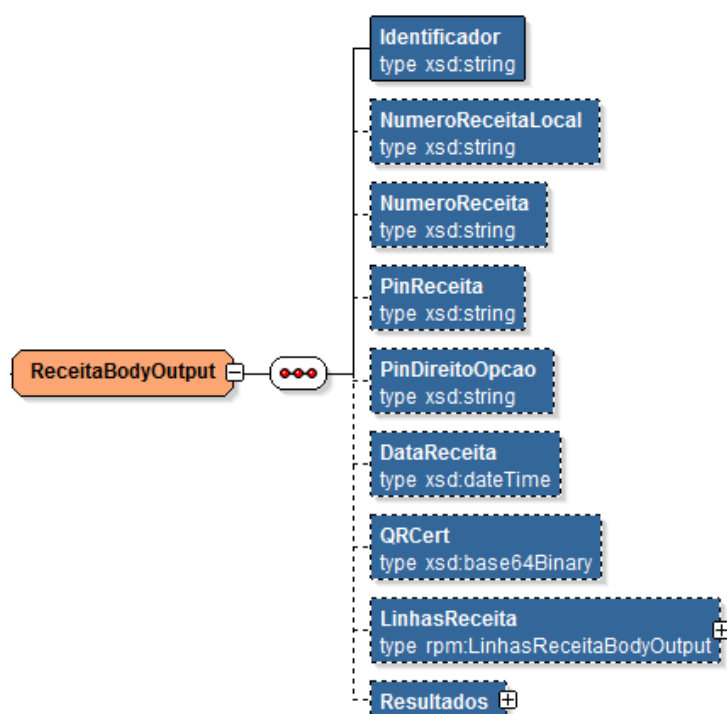 Identificador
type xsd:string
NumeroReceitaLocal
type xsd:string
NumeroReceita
type xsd:string
PinReceita
type xsd:string
ReceitaBodyOutput
PinDireitoOpcao
type xsd:string
DataReceita
type xsd:dateTime
QRCert
type xsd:base64Binary
LinhasReceita
type rpm:LinhasReceitaBodyOutput
Resultados